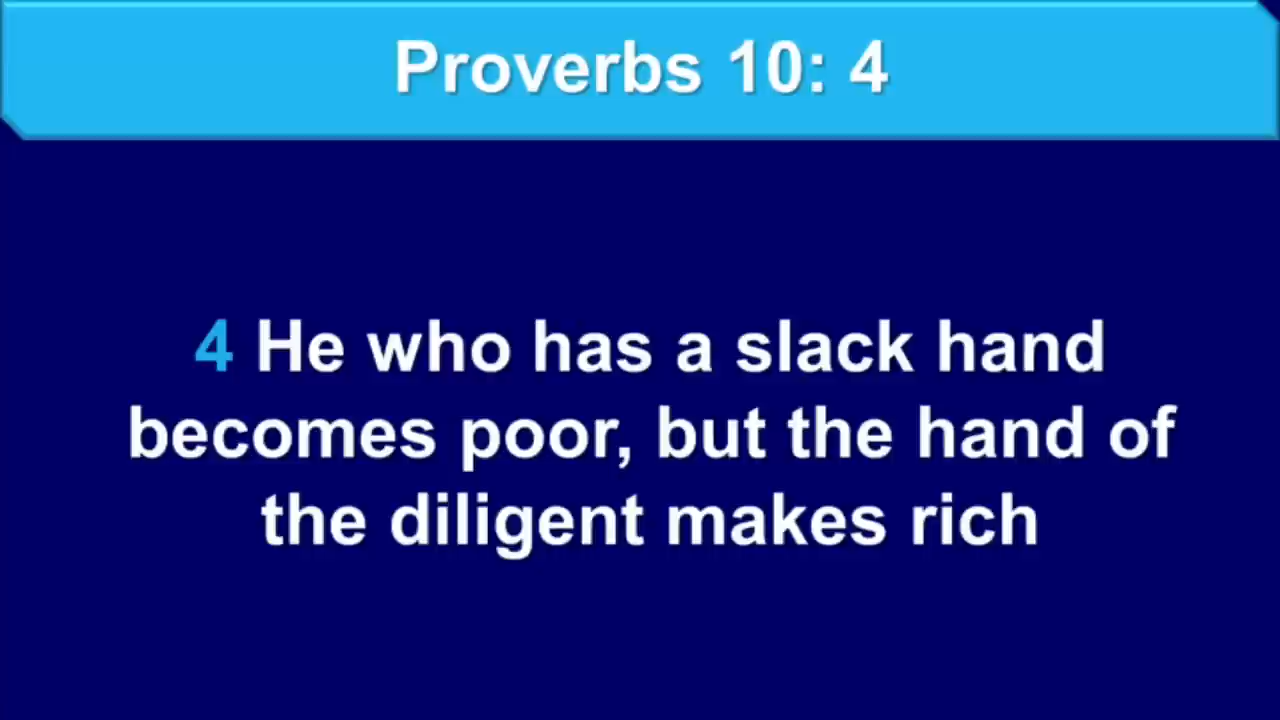 Proverbs 10: 4
4 He who has a slack hand
becomes poor, but the hand of
the diligent makes rich